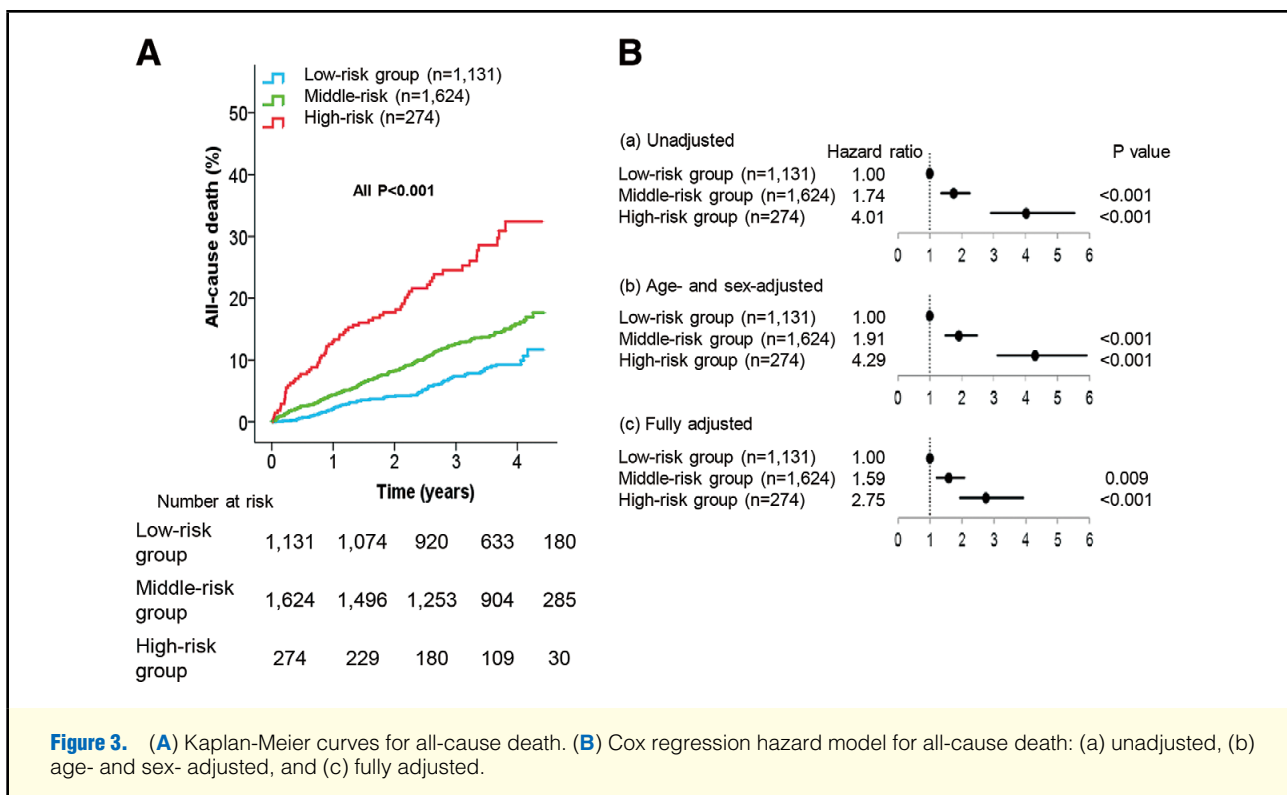 A
Low-risk group (n=1,131)
Middle-risk (n=1,624)
High-risk (n=274)
All-cause death (%)
50
40
30
20
10
0
All P<0.001
0 1 2 3 4
Time (years)
Number at risk
Low-risk
group
1,131 1,074 920 633 180
Middle-risk
group
1,624 1,496 1,253 904 285
High-risk
group
274 229 180 109 30
B
(a) Unadjusted
Hazard ratio P value
Low-risk group (n=1,131) 1.00
Middle-risk group (n=1,624) 1.74 <0.001
High-risk group (n=274) 4.01 <0.001
0 1 2 3 4 5 6
(b) Age- and sex-adjusted
Low-risk group (n=1,131) 1.00
Middle-risk group (n=1,624) 1.91 <0.001
High-risk group (n=274) 4.29 <0.001
0 1 2 3 4 5 6
(c) Fully adjusted
Low-risk group (n=1,131) 1.00
Middle-risk group (n=1,624) 1.59 0.009
High-risk group (n=274) 2.75 <0.001
0 1 2 3 4 5 6
Figure 3. (A) Kaplan-Meier curves for all-cause death. (B) Cox regression hazard model for all-cause death: (a) unadjusted, (b)
age- and sex- adjusted, and (c) fully adjusted.